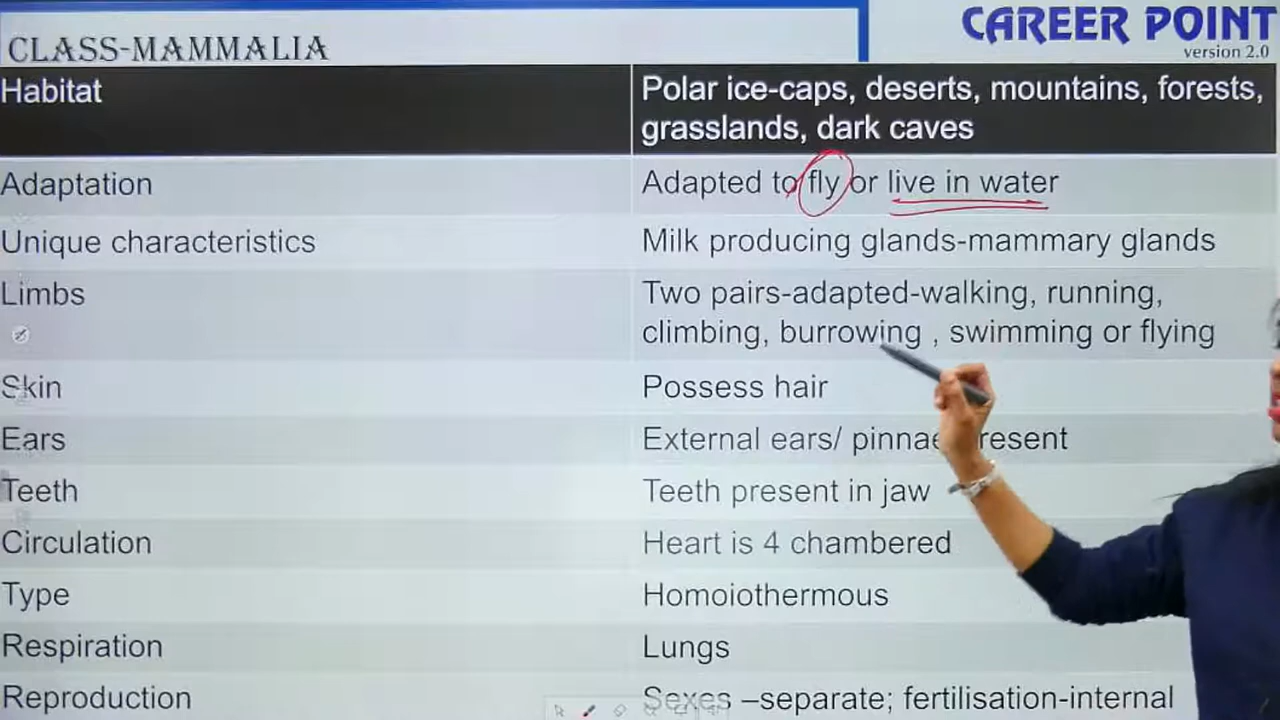 CAREER POINT
version 2.0
CLASS-MAMMALIA
Habitat
Polar ice-caps, deserts, mountains, forests,
grasslands, dark caves
Adaptation
Adapted to fly or live in water
Unique characteristics
Milk producing glands-mammary glands
Limbs
Two pairs-adapted-walking, running,
climbing, burrowing , swimming or flying
Skin
Possess hair
Ears
External ears/ pinnae present
Teeth
Teeth present in jaw
Circulation
Heart is 4 chambered
Type
Homoiothermous
Respiration
Lungs
Reproduction
Sexes –separate; fertilisation-internal